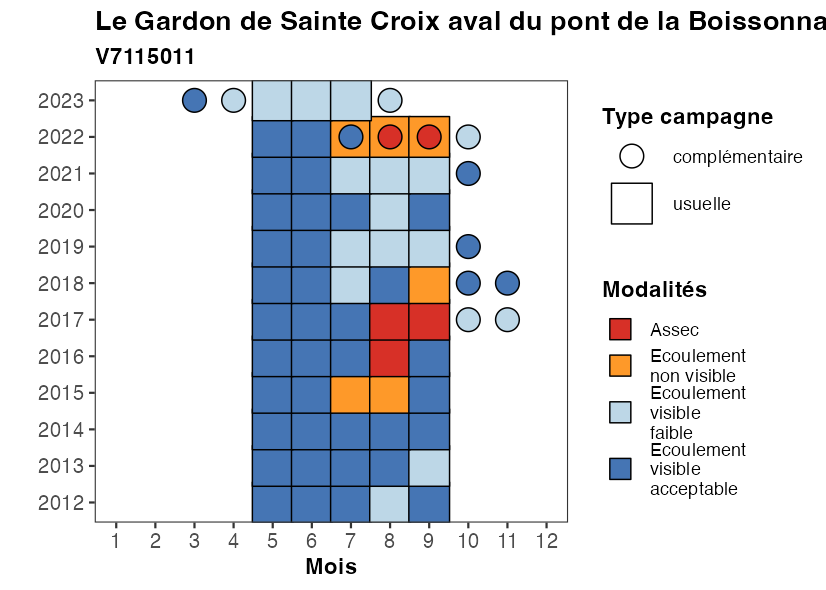 Le Gardon de Sainte Croix aval du pont de la Boissonna
V7115011
2023
2022
2021
2020
2019
2018
2017
2016
2015
2014
2013
2012
1 2 3 4 5 6 7 8 9 10 11 12
Mois
Type campagne
complémentaire
usuelle
Modalités
Assec
Ecoulement
non visible
Ecoulement
visible
faible
Ecoulement
visible
acceptable